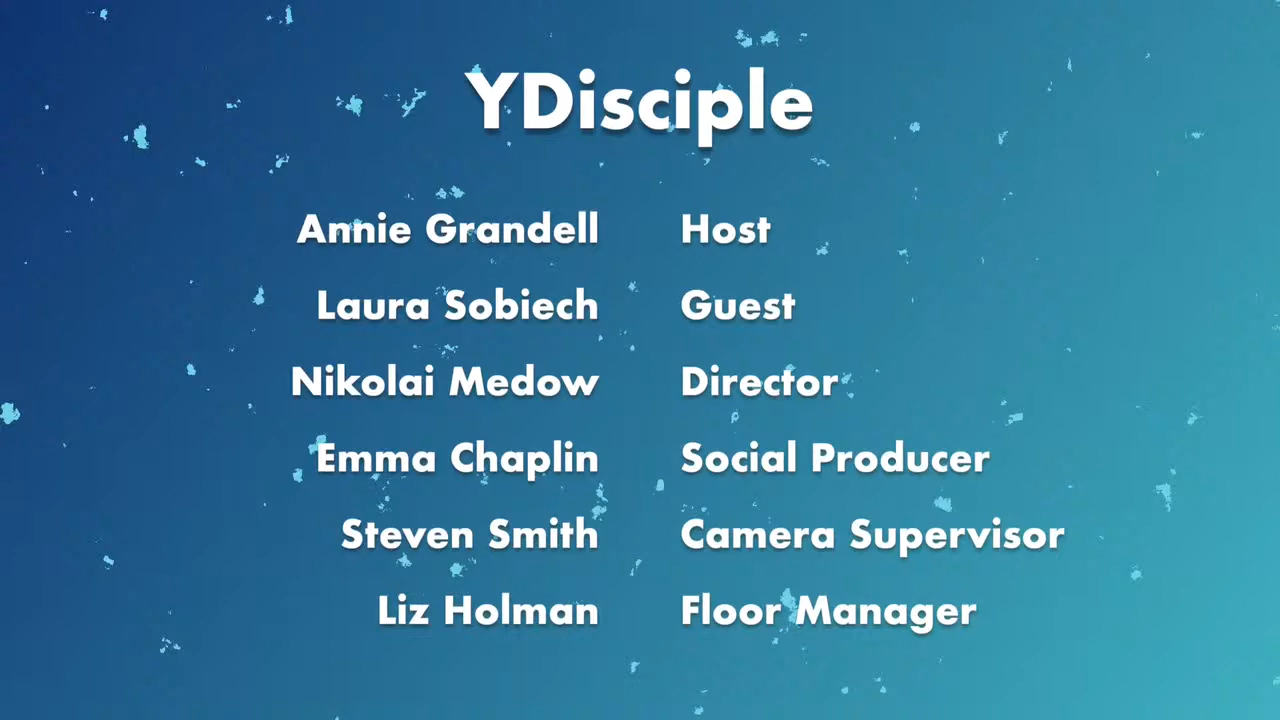 YDisciple
Annie Grandell Host
Laura Sobiech Guest
Nikolai Medow Director
Emma Chaplin Social Producer
Steven Smith Camera Supervisor
Liz Holman Floor Manager